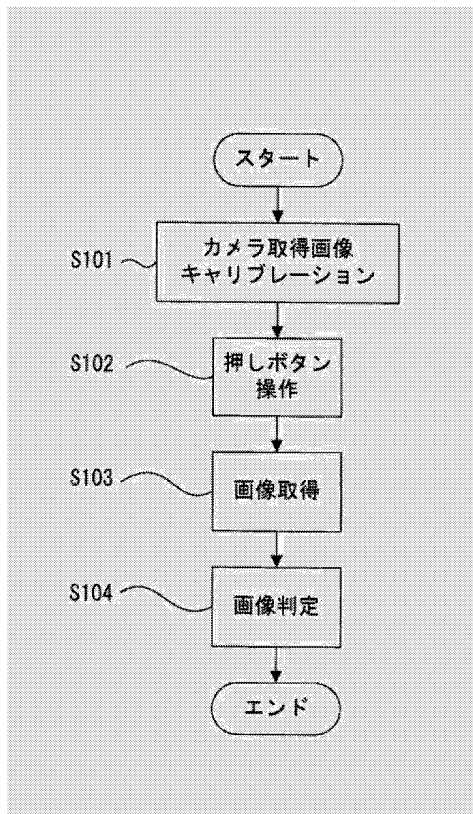 スタート
S101
カメラ取得画像
キャリブレーション
S102
押しボタン
操作
S103
画像取得
S104
画像判定
エンド